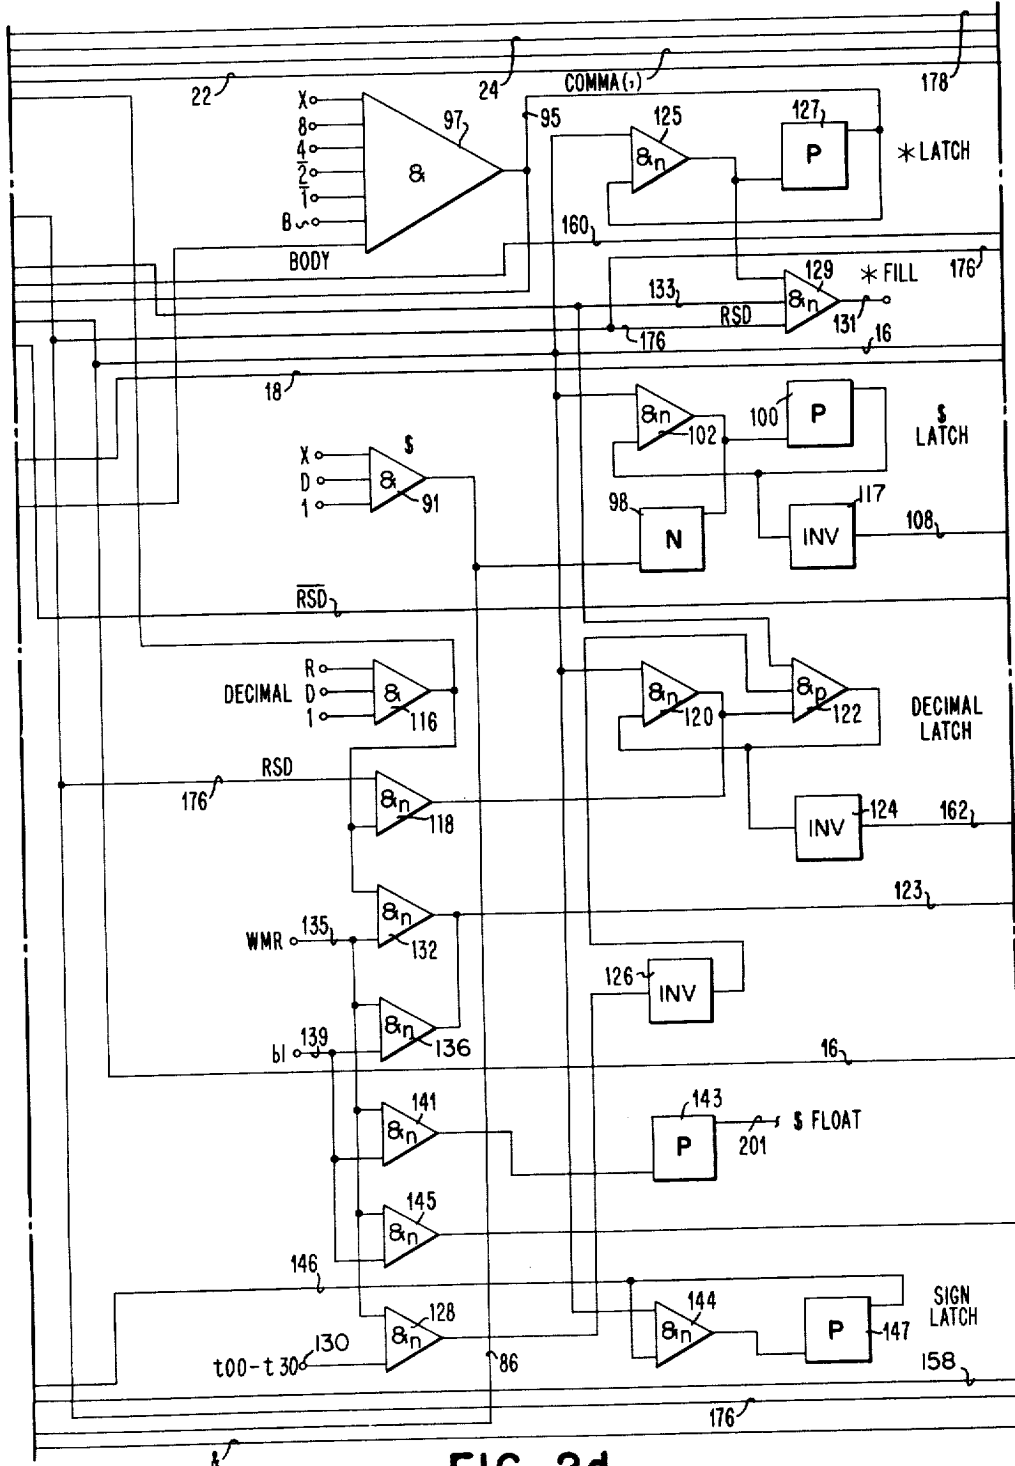 22
24
COMMA(,)
178
X
8
4
2̅
1̅
B
97
&
95
125
&n
127
P
* LATCH
BODY
160
176
129
&n
* FILL
133
RSD
131
176
16
18
$
X
D
1
&
91
&n
102
100
P
$
LATCH
98
N
117
INV
108
R̅S̅D̅
DECIMAL
R
D
1
&
116
&n
120
&p
122
DECIMAL
LATCH
RSD
176
&n
118
124
INV
162
WMR
135
&n
132
123
126
INV
bl
139
&n
136
16
141
&n
143
P
$ FLOAT
201
145
&n
146
128
&n
t00-t30
130
144
&n
P
147
SIGN
LATCH
86
158
176
FIG. 2d